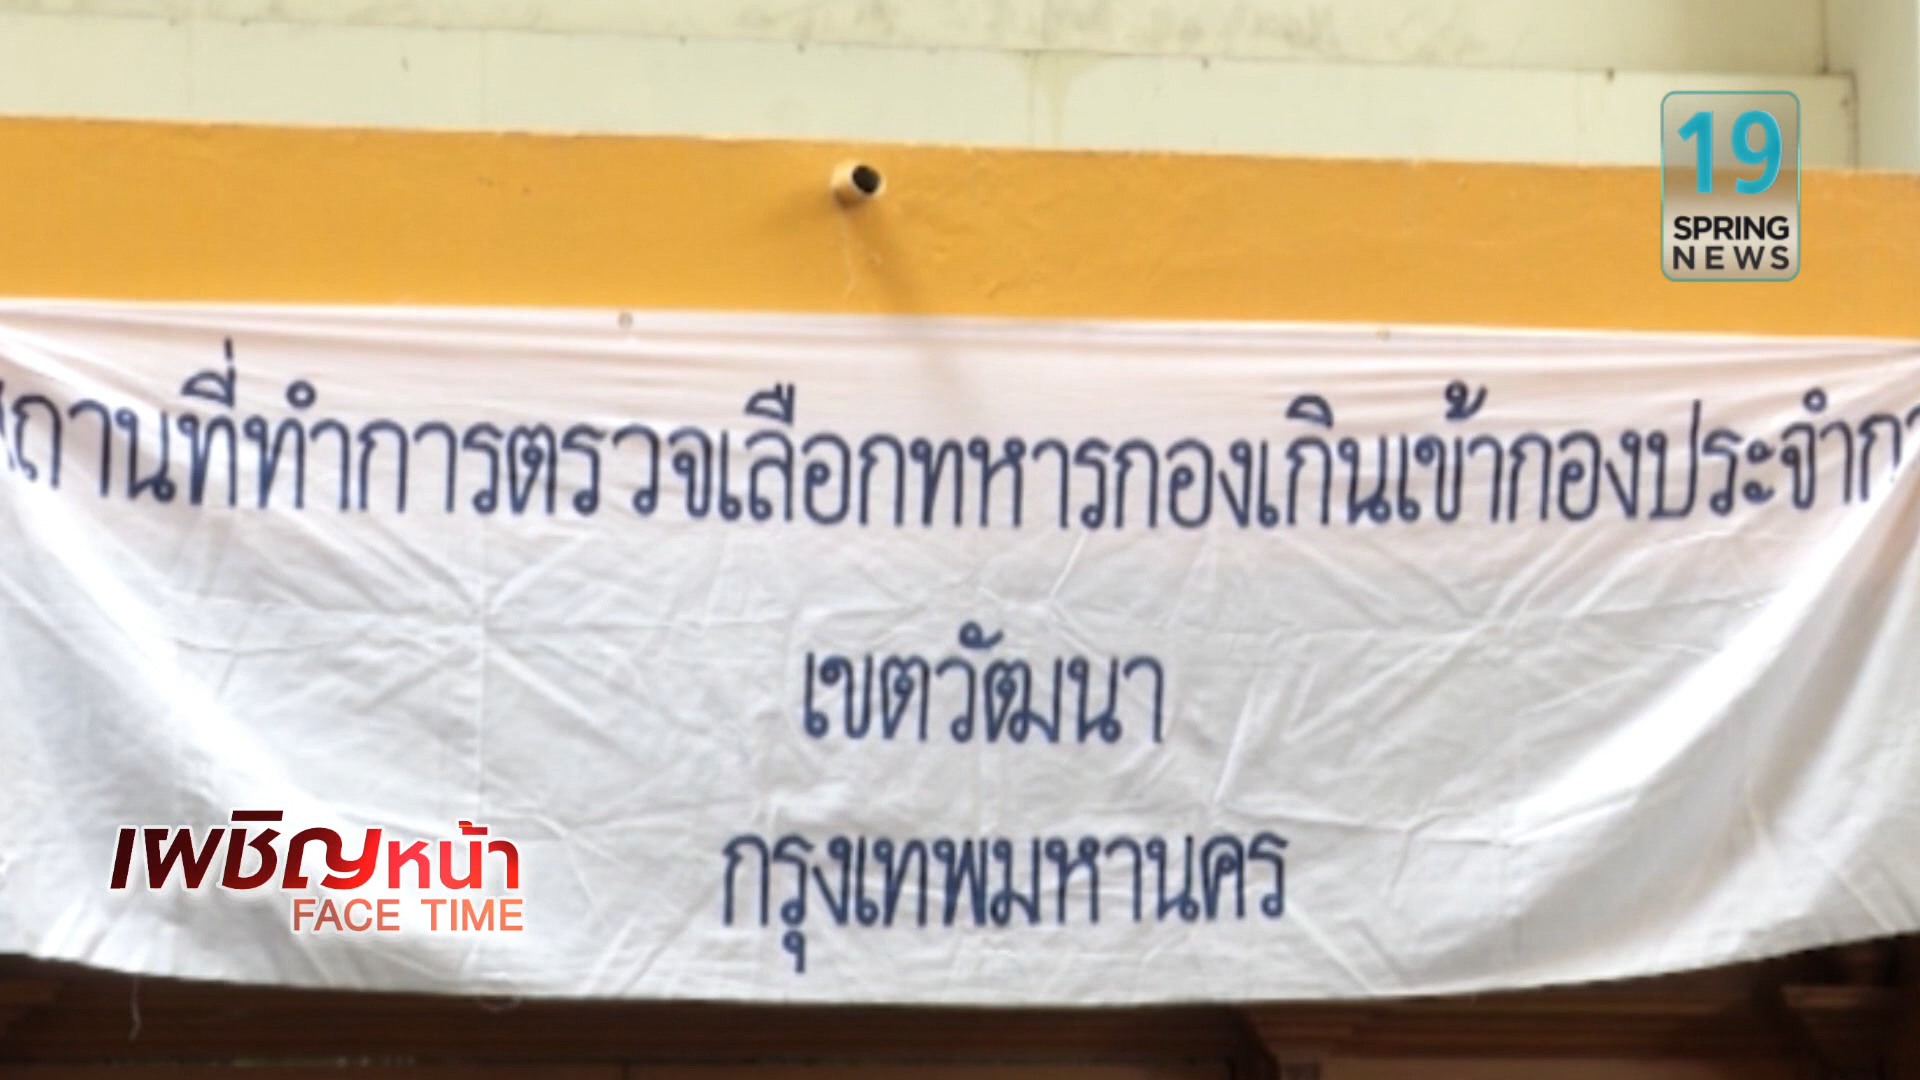 19
SPRING
NEWS
สถานที่ทำการตรวจเลือกทหารกองเกินเข้ากองประจำกา
เขตวัฒนา
กรุงเทพมหานคร
เผชิญหน้า
FACE TIME